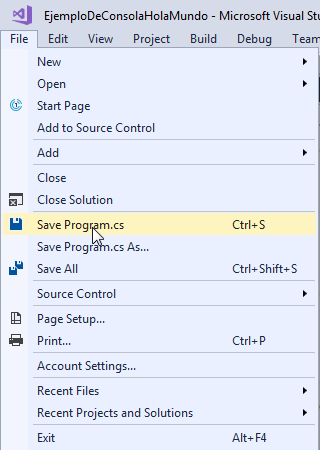 EjemploDeConsolaHolaMundo - Microsoft Visual
File Edit View Project Build Debug Team
New
Open
Start Page
Add to Source Control
Add
Close
Close Solution
Save Program.cs Ctrl+S
Save Program.cs As...
Save All Ctrl+Shift+S
Source Control
Page Setup...
Print... Ctrl+P
Account Settings...
Recent Files
Recent Projects and Solutions
Exit Alt+F4